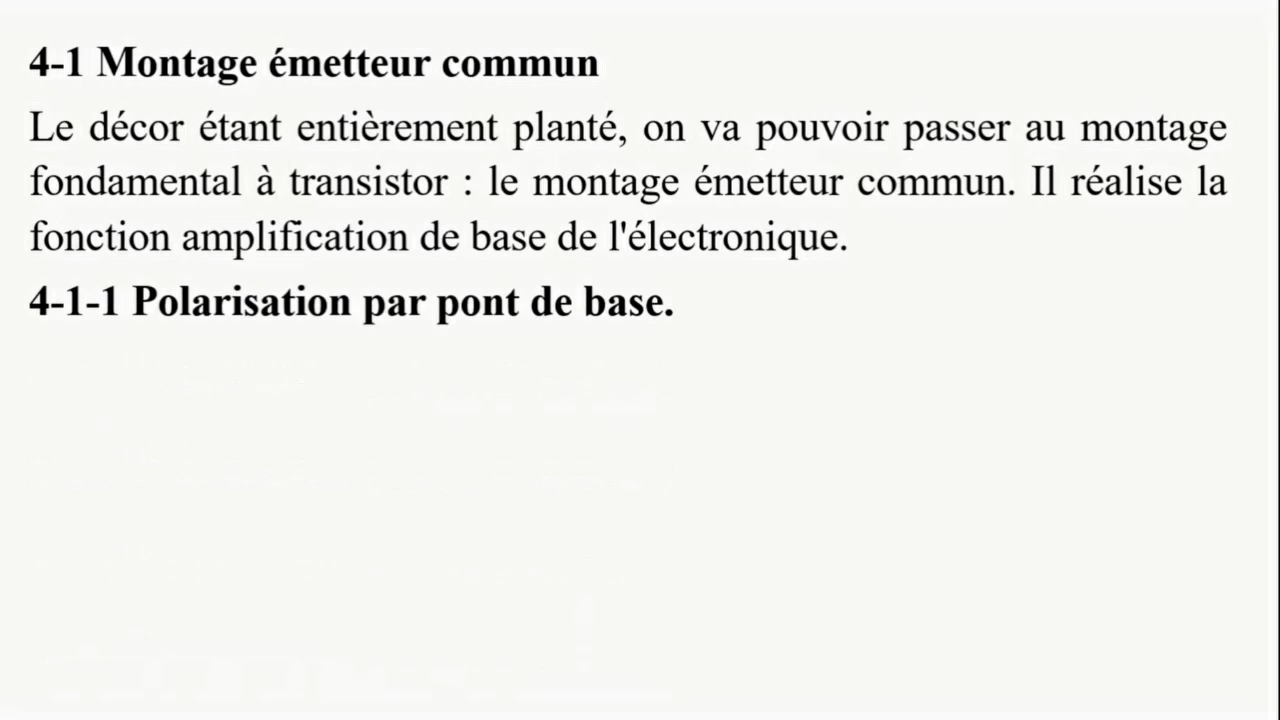 4-1 Montage émetteur commun
Le décor étant entièrement planté, on va pouvoir passer au montage
fondamental à transistor : le montage émetteur commun. Il réalise la
fonction amplification de base de l'électronique.
4-1-1 Polarisation par pont de base.